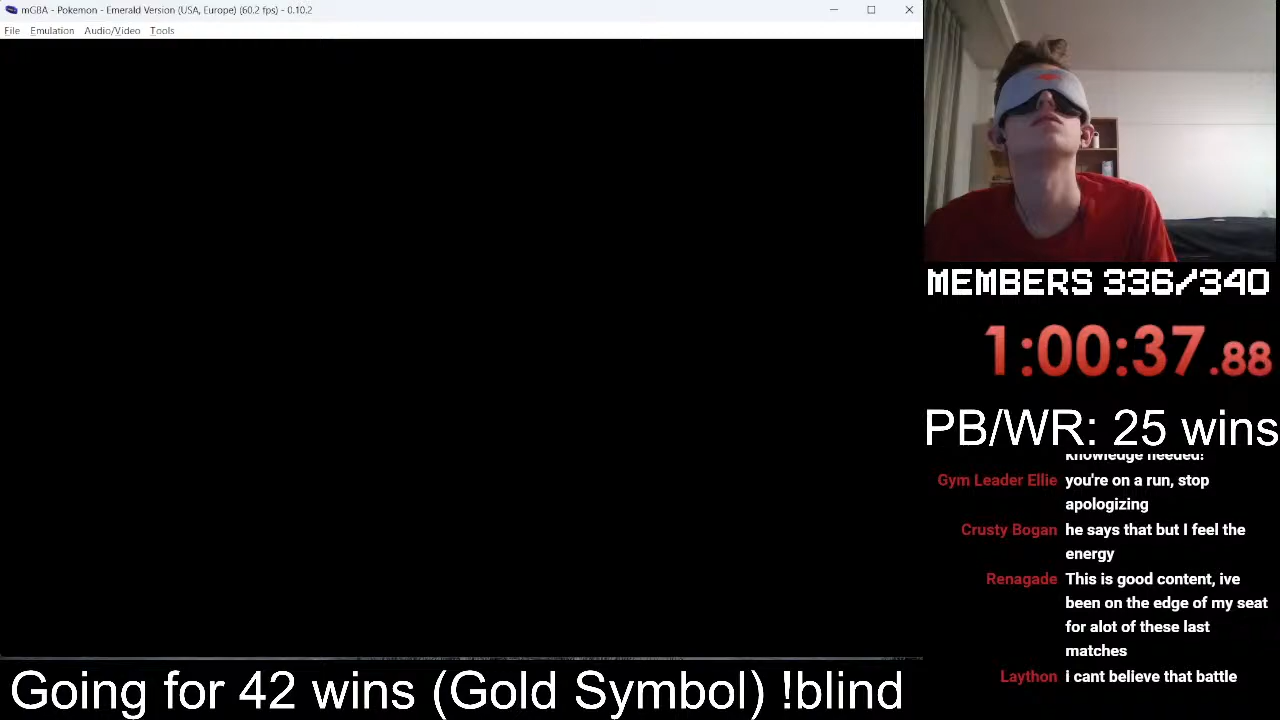 mGBA - Pokemon - Emerald Version (USA, Europe) (60.2 fps) - 0.10.2
File Emulation Audio/Video Tools
MEMBERS 336/340
1:00:37.88
PB/WR: 25 wins
knowledge needed!
Gym Leader Ellie you're on a run, stop
apologizing
Crusty Bogan he says that but I feel the
energy
Renagade This is good content, ive
been on the edge of my seat
for alot of these last
matches
Laython i cant believe that battle
Going for 42 wins (Gold Symbol) !blind